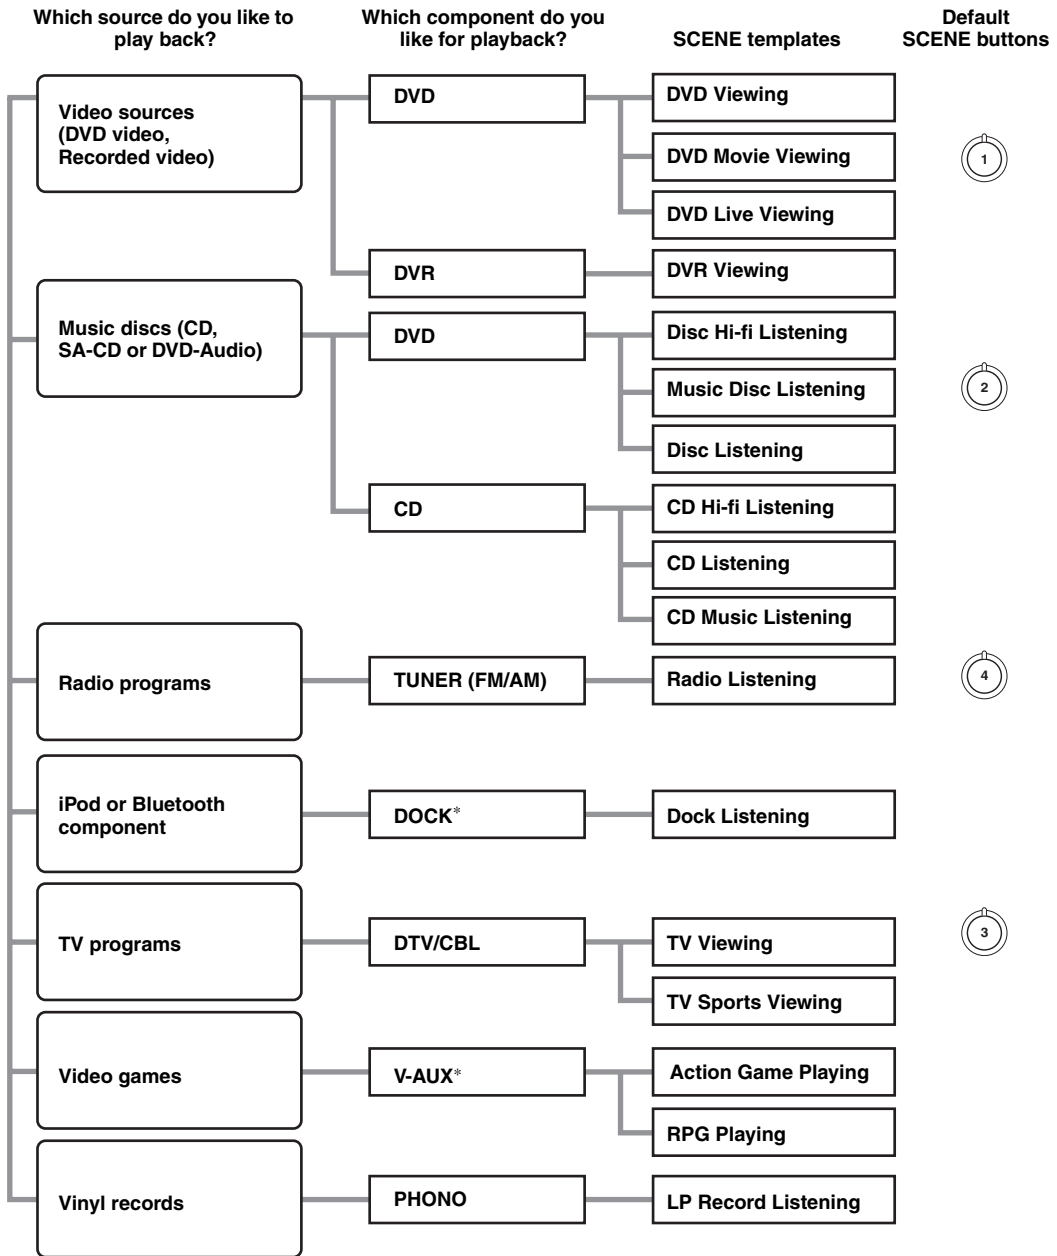 Which source do you like to
play back?
Which component do you
like for playback?
SCENE templates
Default
SCENE buttons
Video sources
(DVD video,
Recorded video)
DVD
DVD Viewing
DVD Movie Viewing
1
DVD Live Viewing
DVR
DVR Viewing
Music discs (CD,
SA-CD or DVD-Audio)
DVD
Disc Hi-fi Listening
Music Disc Listening
2
Disc Listening
CD
CD Hi-fi Listening
CD Listening
CD Music Listening
Radio programs
TUNER (FM/AM)
Radio Listening
4
iPod or Bluetooth
component
DOCK*
Dock Listening
TV programs
DTV/CBL
TV Viewing
3
TV Sports Viewing
Video games
V-AUX*
Action Game Playing
RPG Playing
Vinyl records
PHONO
LP Record Listening